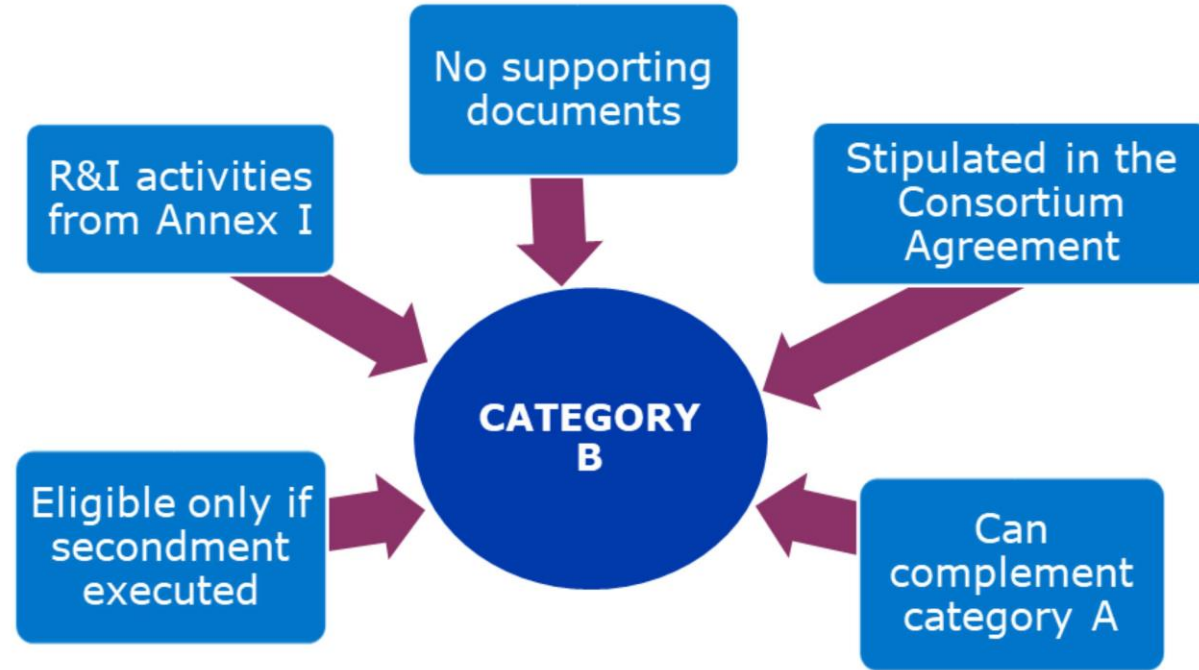 No supporting
documents
R&I activities
from Annex I
Stipulated in the
Consortium
Agreement
CATEGORY
B
Eligible only if
secondment
executed
Can
complement
category A